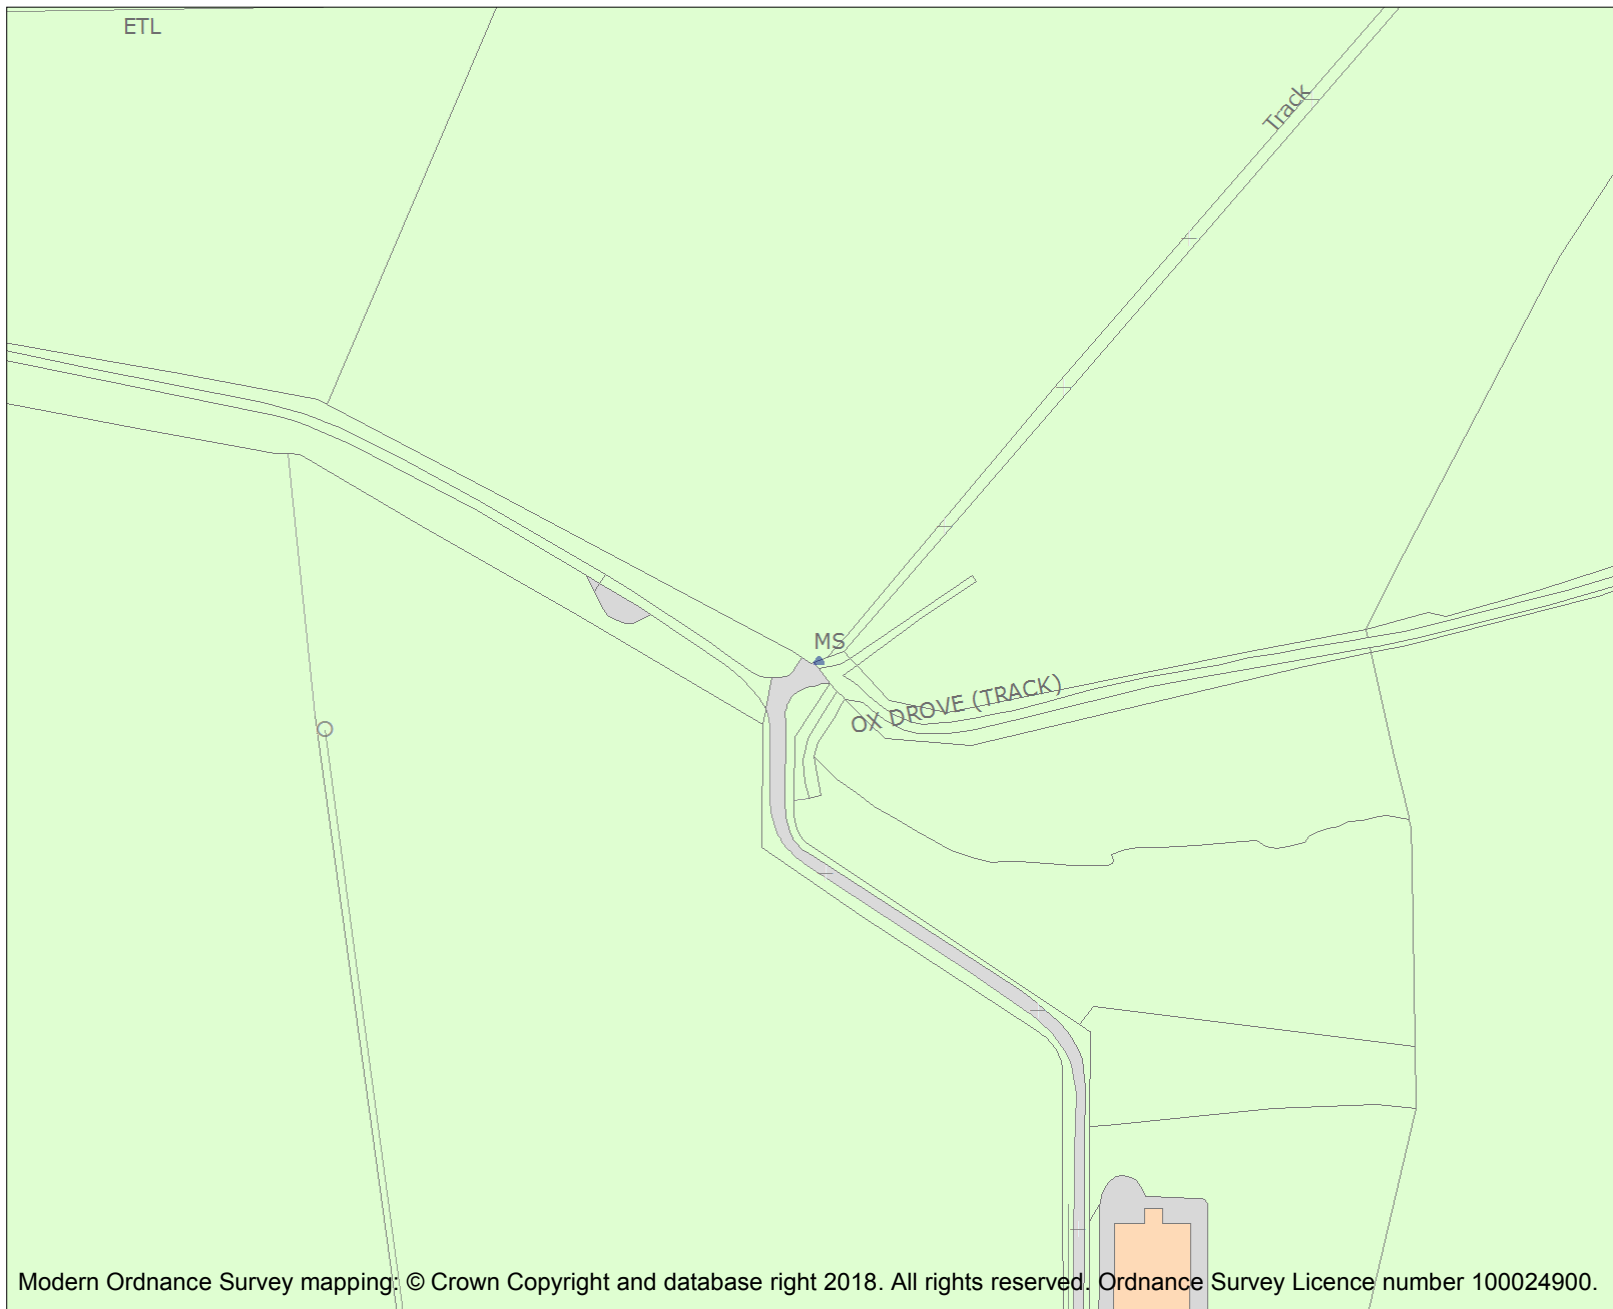 ETL
Track
MS
OX DROVE (TRACK)
Modern Ordnance Survey mapping: © Crown Copyright and database right 2018. All rights reserved. Ordnance Survey Licence number 100024900.